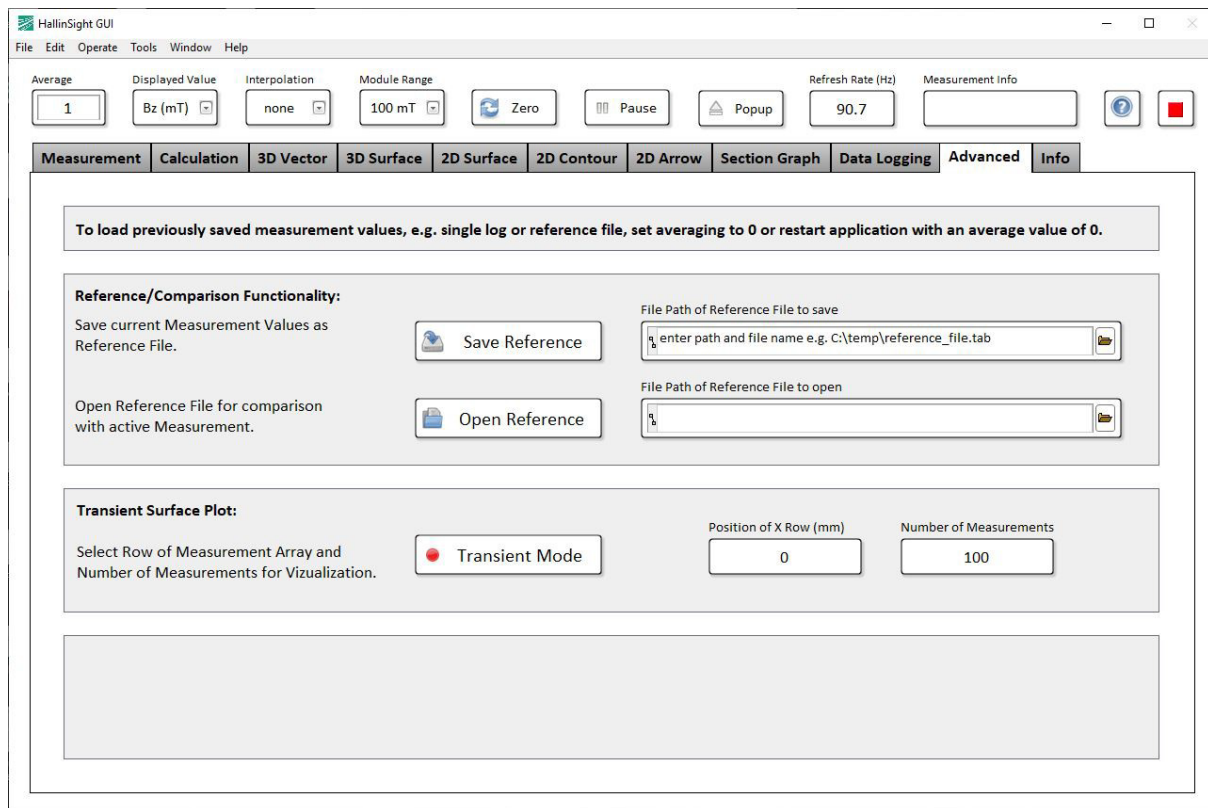 HallinSight GUI
File Edit Operate Tools Window Help
Average Displayed Value Interpolation Module Range Refresh Rate (Hz) Measurement Info
1 Bz (mT) none 100 mT Zero Pause Popup 90.7
Measurement Calculation 3D Vector 3D Surface 2D Surface 2D Contour 2D Arrow Section Graph Data Logging Advanced Info
To load previously saved measurement values, e.g. single log or reference file, set averaging to 0 or restart application with an average value of 0.
Reference/Comparison Functionality:
Save current Measurement Values as
Reference File.
Save Reference
File Path of Reference File to save
enter path and file name e.g. C:\temp\reference_file.tab
Open Reference File for comparison
with active Measurement.
Open Reference
File Path of Reference File to open
Transient Surface Plot:
Select Row of Measurement Array and
Number of Measurements for Vizualization.
Transient Mode
Position of X Row (mm)
0
Number of Measurements
100